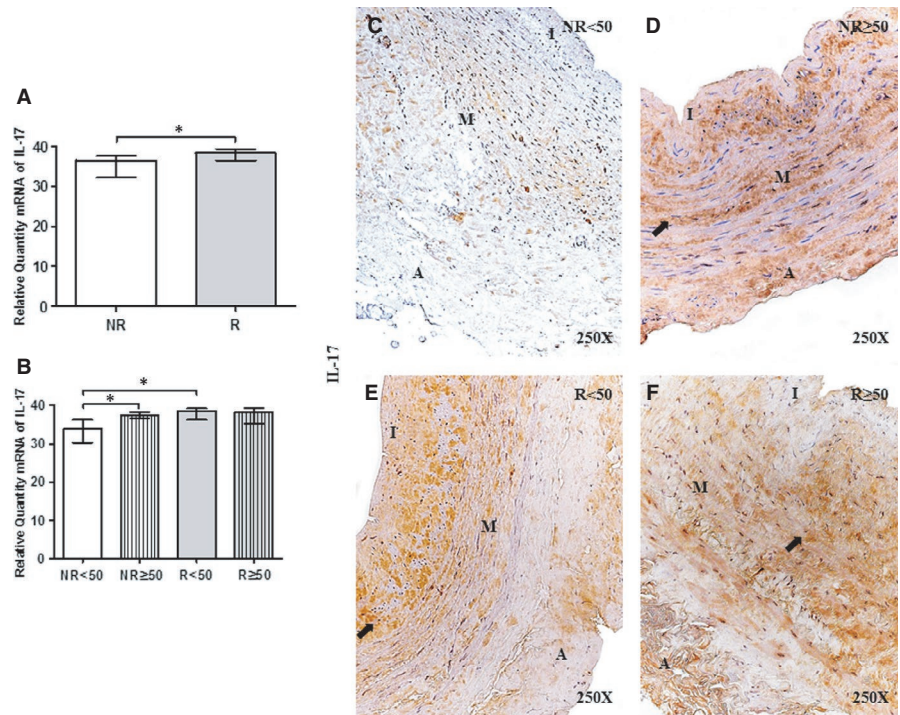 A
Relative Quantity mRNA of IL-17
40
30
20
10
0
*
NR
R
B
Relative Quantity mRNA of IL-17
40
30
20
10
0
*
*
NR<50
NR≥50
R<50
R≥50
IL-17
C
NR<50
I
M
A
250X
D
NR≥50
I
M
A
250X
E
R<50
I
M
A
250X
F
R≥50
I
M
A
250X